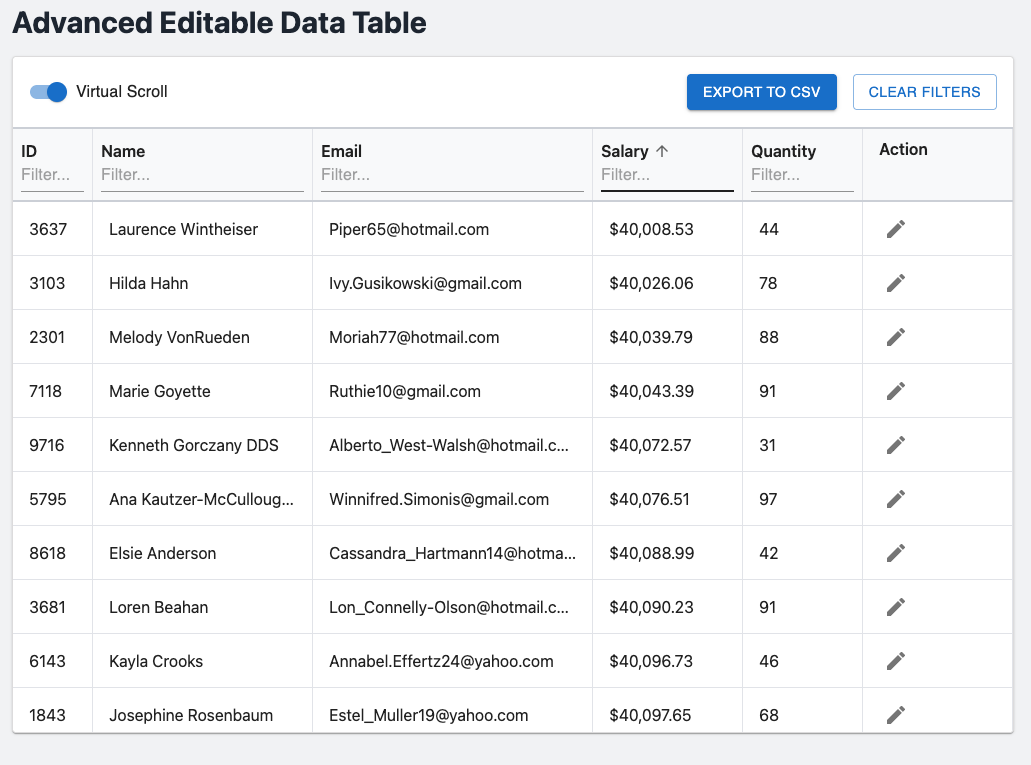 Advanced Editable Data Table
Virtual Scroll EXPORT TO CSV CLEAR FILTERS
ID Name Email Salary Quantity Action
Filter... Filter... Filter... Filter... Filter...
3637 Laurence Wintheiser Piper65@hotmail.com $40,008.53 44
3103 Hilda Hahn Ivy.Gusikowski@gmail.com $40,026.06 78
2301 Melody VonRueden Moriah77@hotmail.com $40,039.79 88
7118 Marie Goyette Ruthie10@gmail.com $40,043.39 91
9716 Kenneth Gorczany DDS Alberto_West-Walsh@hotmail.c... $40,072.57 31
5795 Ana Kautzer-McCulloug... Winnifred.Simonis@gmail.com $40,076.51 97
8618 Elsie Anderson Cassandra_Hartmann14@hotma... $40,088.99 42
3681 Loren Beahan Lon_Connelly-Olson@hotmail.c... $40,090.23 91
6143 Kayla Crooks Annabel.Effertz24@yahoo.com $40,096.73 46
1843 Josephine Rosenbaum Estel_Muller19@yahoo.com $40,097.65 68